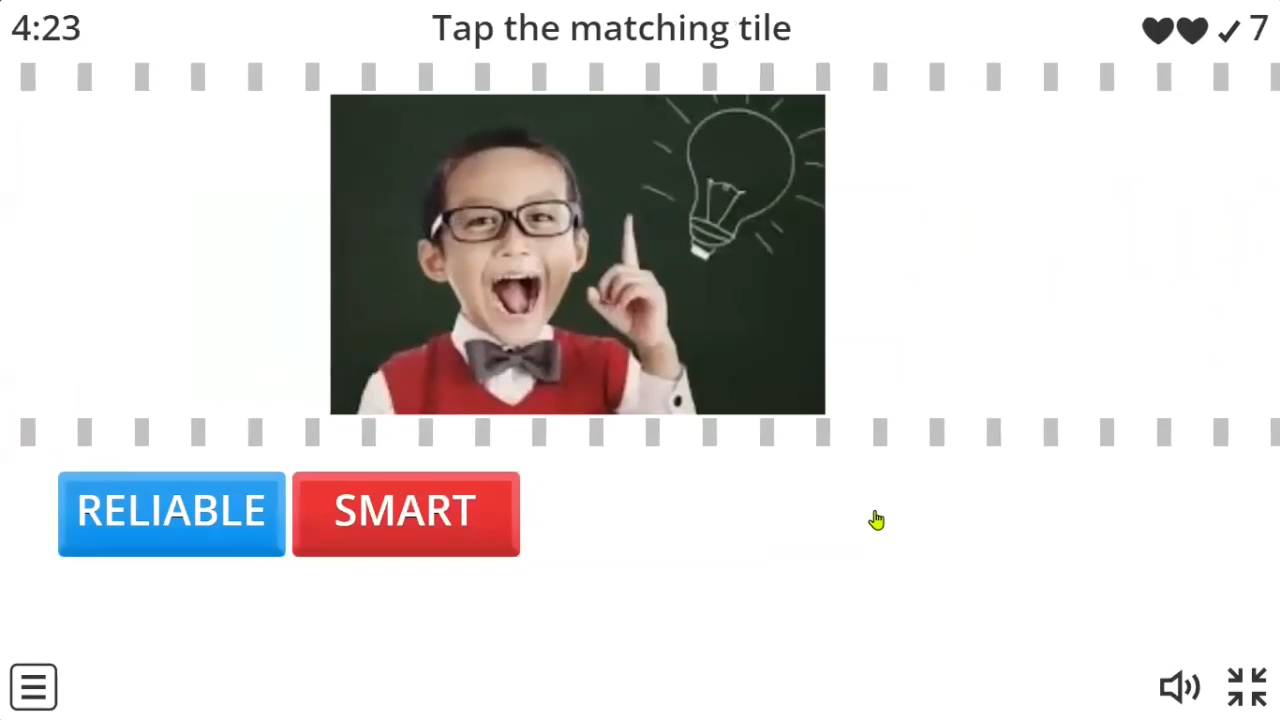 4:23
Tap the matching tile
✓ 7
RELIABLE
SMART